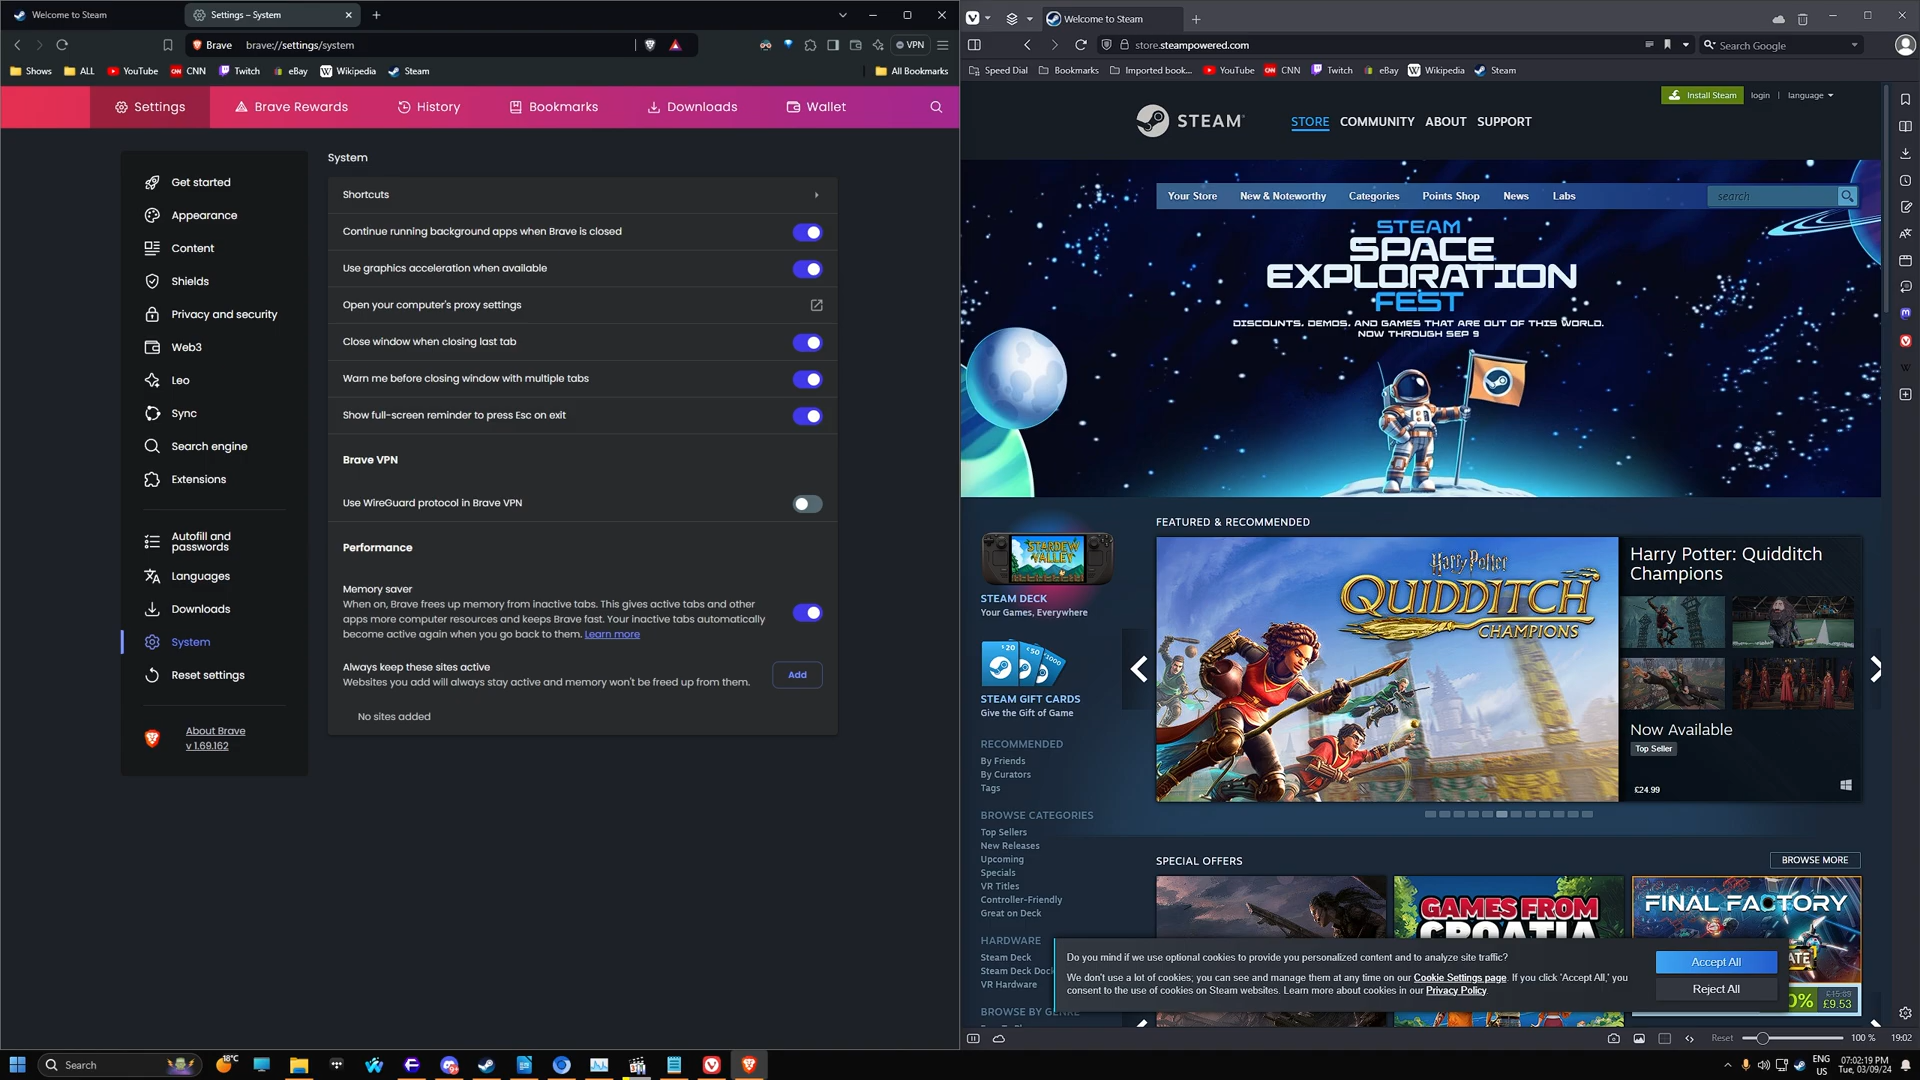 Welcome to Steam
Settings – System
Brave
brave://settings/system
VPN
Shows
ALL
YouTube
CNN
Twitch
eBay
Wikipedia
Steam
All Bookmarks
Settings
Brave Rewards
History
Bookmarks
Downloads
Wallet
Get started
Appearance
Content
Shields
Privacy and security
Web3
Leo
Sync
Search engine
Extensions
Autofill and
passwords
Languages
Downloads
System
Reset settings
About Brave
v 1.69.162
System
Shortcuts
Continue running background apps when Brave is closed
Use graphics acceleration when available
Open your computer's proxy settings
Close window when closing last tab
Warn me before closing window with multiple tabs
Show full-screen reminder to press Esc on exit
Brave VPN
Use WireGuard protocol in Brave VPN
Performance
Memory saver
When on, Brave frees up memory from inactive tabs. This gives active tabs and other
apps more computer resources and keeps Brave fast. Your inactive tabs automatically
become active again when you go back to them. Learn more
Always keep these sites active
Websites you add will always stay active and memory won't be freed up from them.
Add
No sites added
Welcome to Steam
store.steampowered.com
Search Google
Speed Dial
Bookmarks
Imported book...
YouTube
CNN
Twitch
eBay
Wikipedia
Steam
Install Steam
login | language
STEAM
STORE
COMMUNITY
ABOUT
SUPPORT
Your Store
New & Noteworthy
Categories
Points Shop
News
Labs
search
STEAM
SPACE
EXPLORATION
FEST
DISCOUNTS, DEMOS, AND GAMES THAT ARE OUT OF THIS WORLD.
NOW THROUGH SEP 9
STARDEW
VALLEY
STEAM DECK
Your Games, Everywhere
STEAM GIFT CARDS
Give the Gift of Game
RECOMMENDED
By Friends
By Curators
Tags
BROWSE CATEGORIES
Top Sellers
New Releases
Upcoming
Specials
VR Titles
Controller-Friendly
Great on Deck
HARDWARE
Steam Deck
Steam Deck Dock
VR Hardware
BROWSE BY GENRE
FEATURED & RECOMMENDED
Harry Potter
QUIDDITCH
CHAMPIONS
Harry Potter: Quidditch
Champions
Now Available
Top Seller
£24.99
SPECIAL OFFERS
BROWSE MORE
GAMES FROM
CROATIA
FINAL FACTORY
£9.53
Do you mind if we use optional cookies to provide you personalized content and to analyze site traffic?
We don't use a lot of cookies; you can see and manage them at any time on our Cookie Settings page. If you click 'Accept All,' you
consent to the use of cookies on Steam websites. Learn more about cookies in our Privacy Policy.
Accept All
Reject All
Reset
100 %
19:02
Search
18°C
ENG
US
07:02:19 PM
Tue, 03/09/24